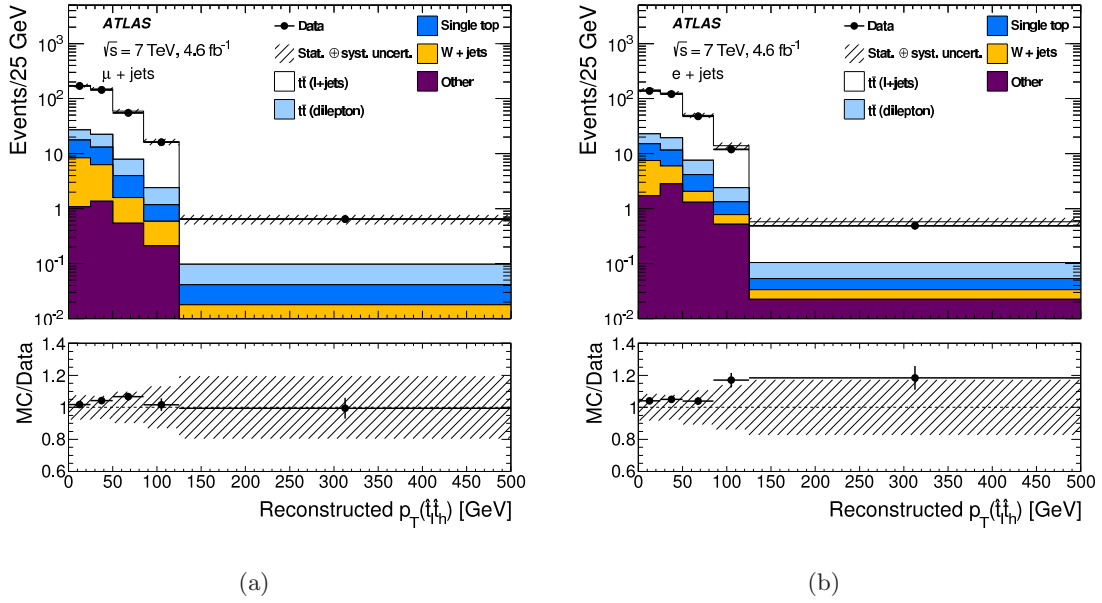 ATLAS
√s = 7 TeV, 4.6 fb⁻¹
μ + jets
Data
Stat. ⊕ syst. uncert.
tt̄ (l+jets)
tt̄ (dilepton)
Single top
W + jets
Other
Events/25 GeV
10³
10²
10
1
10⁻¹
10⁻²
MC/Data
1.4
1.2
1
0.8
0.6
0 50 100 150 200 250 300 350 400 450 500
Reconstructed p_T(t̂_l t̂_h) [GeV]
(a)
ATLAS
√s = 7 TeV, 4.6 fb⁻¹
e + jets
Data
Stat. ⊕ syst. uncert.
tt̄ (l+jets)
tt̄ (dilepton)
Single top
W + jets
Other
Events/25 GeV
10³
10²
10
1
10⁻¹
10⁻²
MC/Data
1.4
1.2
1
0.8
0.6
0 50 100 150 200 250 300 350 400 450 500
Reconstructed p_T(t̂_l t̂_h) [GeV]
(b)